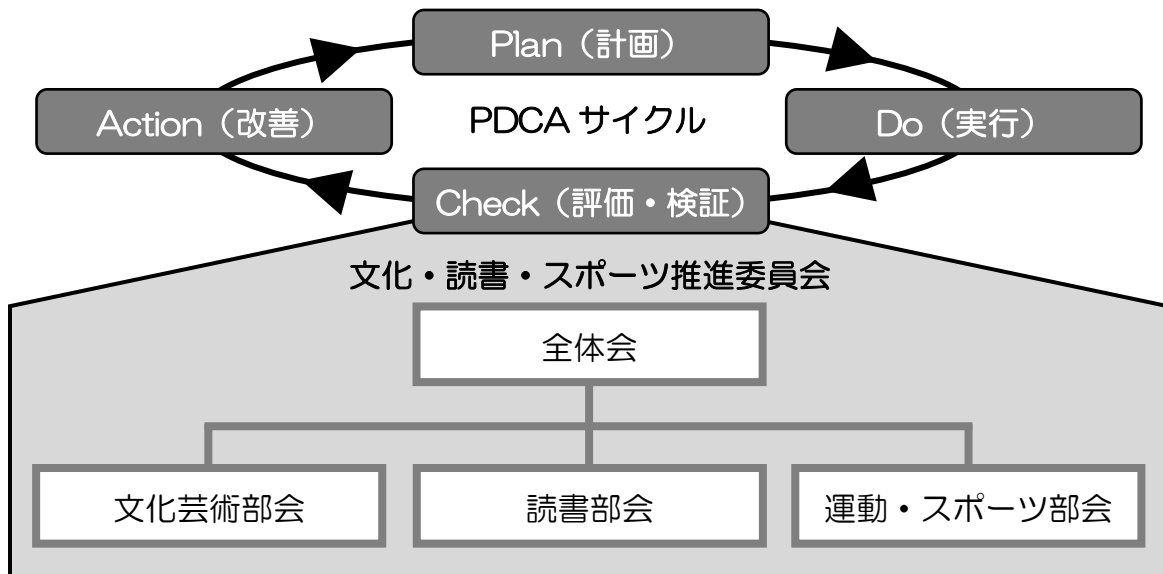 Plan（計画）
Action（改善）
PDCA サイクル
Do（実行）
Check（評価・検証）
文化・読書・スポーツ推進委員会
全体会
文化芸術部会
読書部会
運動・スポーツ部会